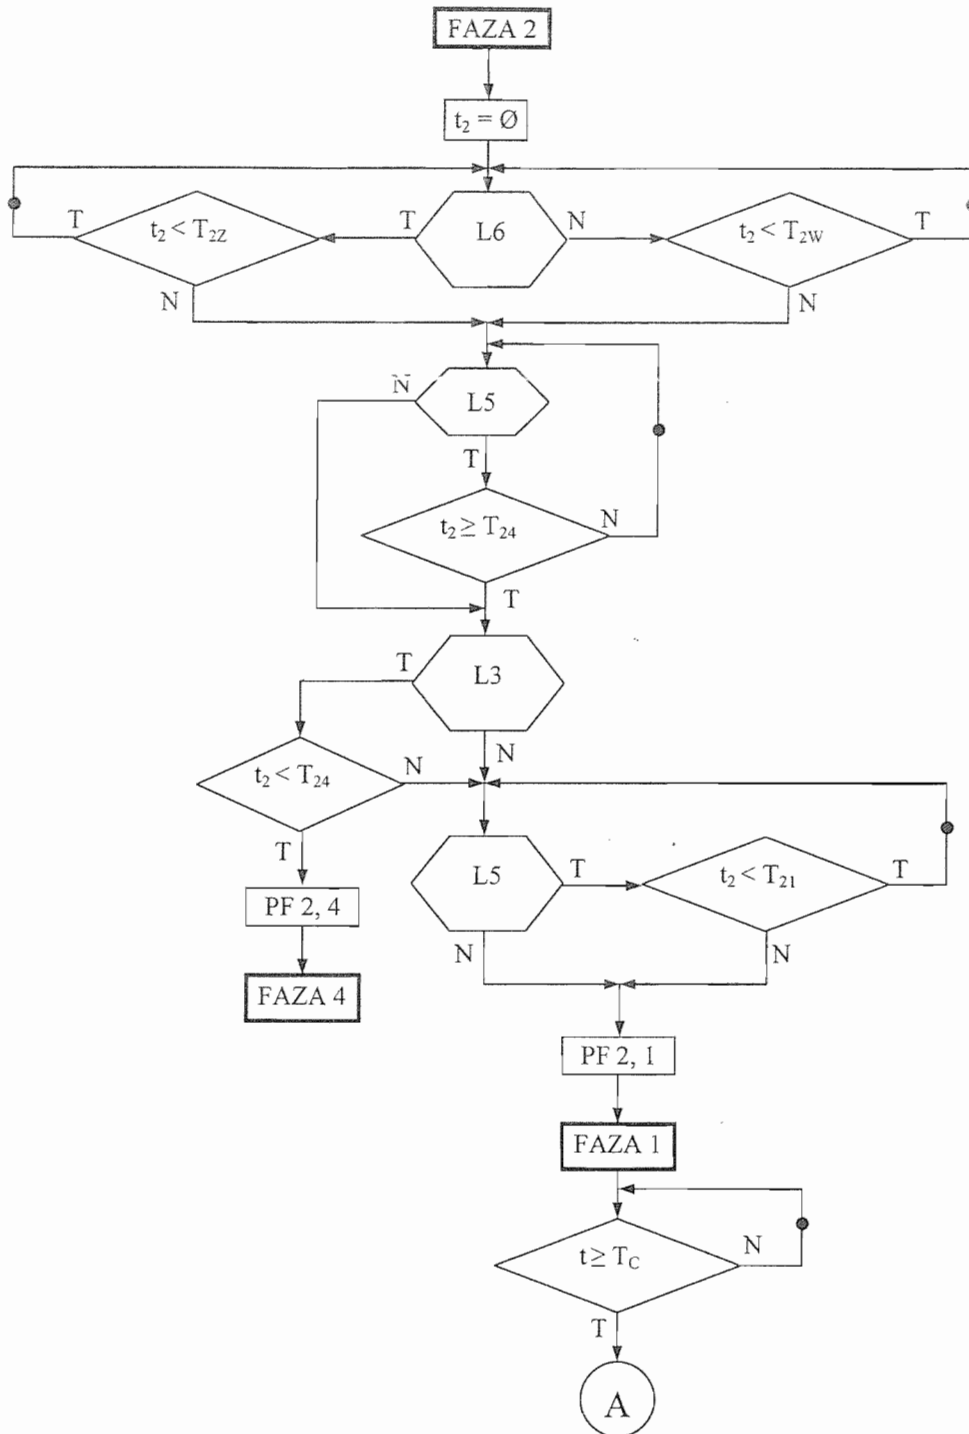 FAZA 2
t₂ = Ø
T t₂ < T₂Z T L6 N t₂ < T₂W T
N N
N L5
T
t₂ ≥ T₂₄ N
T
T L3
t₂ < T₂₄ N N
T L5 T t₂ < T₂₁ T
PF 2, 4
N N
FAZA 4
PF 2, 1
FAZA 1
t ≥ TC N
T
A